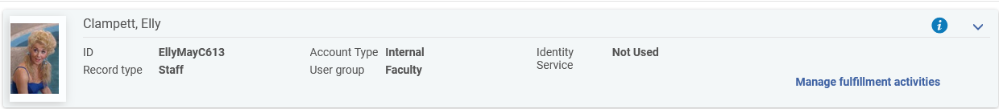 Clampett, Elly
i
ID EllyMayC613 Account Type Internal Identity Service Not Used
Record type Staff User group Faculty
Manage fulfillment activities